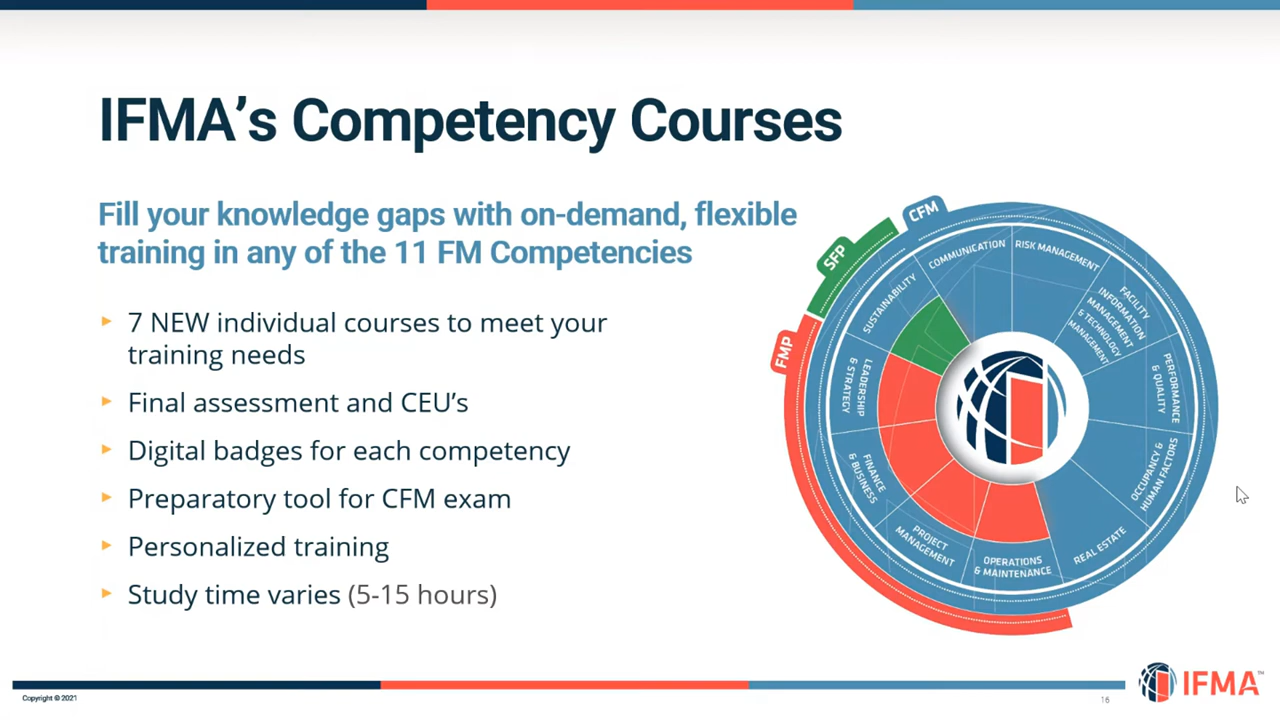 IFMA’s Competency Courses
Fill your knowledge gaps with on-demand, flexible
training in any of the 11 FM Competencies
7 NEW individual courses to meet your
training needs
Final assessment and CEU’s
Digital badges for each competency
Preparatory tool for CFM exam
Personalized training
Study time varies (5-15 hours)
CFM
SFP
FMP
COMMUNICATION
RISK MANAGEMENT
FACILITY
INFORMATION
MANAGEMENT
& TECHNOLOGY
MANAGEMENT
PERFORMANCE
& QUALITY
OCCUPANCY &
HUMAN FACTORS
REAL ESTATE
OPERATIONS
& MAINTENANCE
PROJECT
MANAGEMENT
FINANCE
& BUSINESS
LEADERSHIP
& STRATEGY
SUSTAINABILITY
Copyright © 2021
16
IFMA™